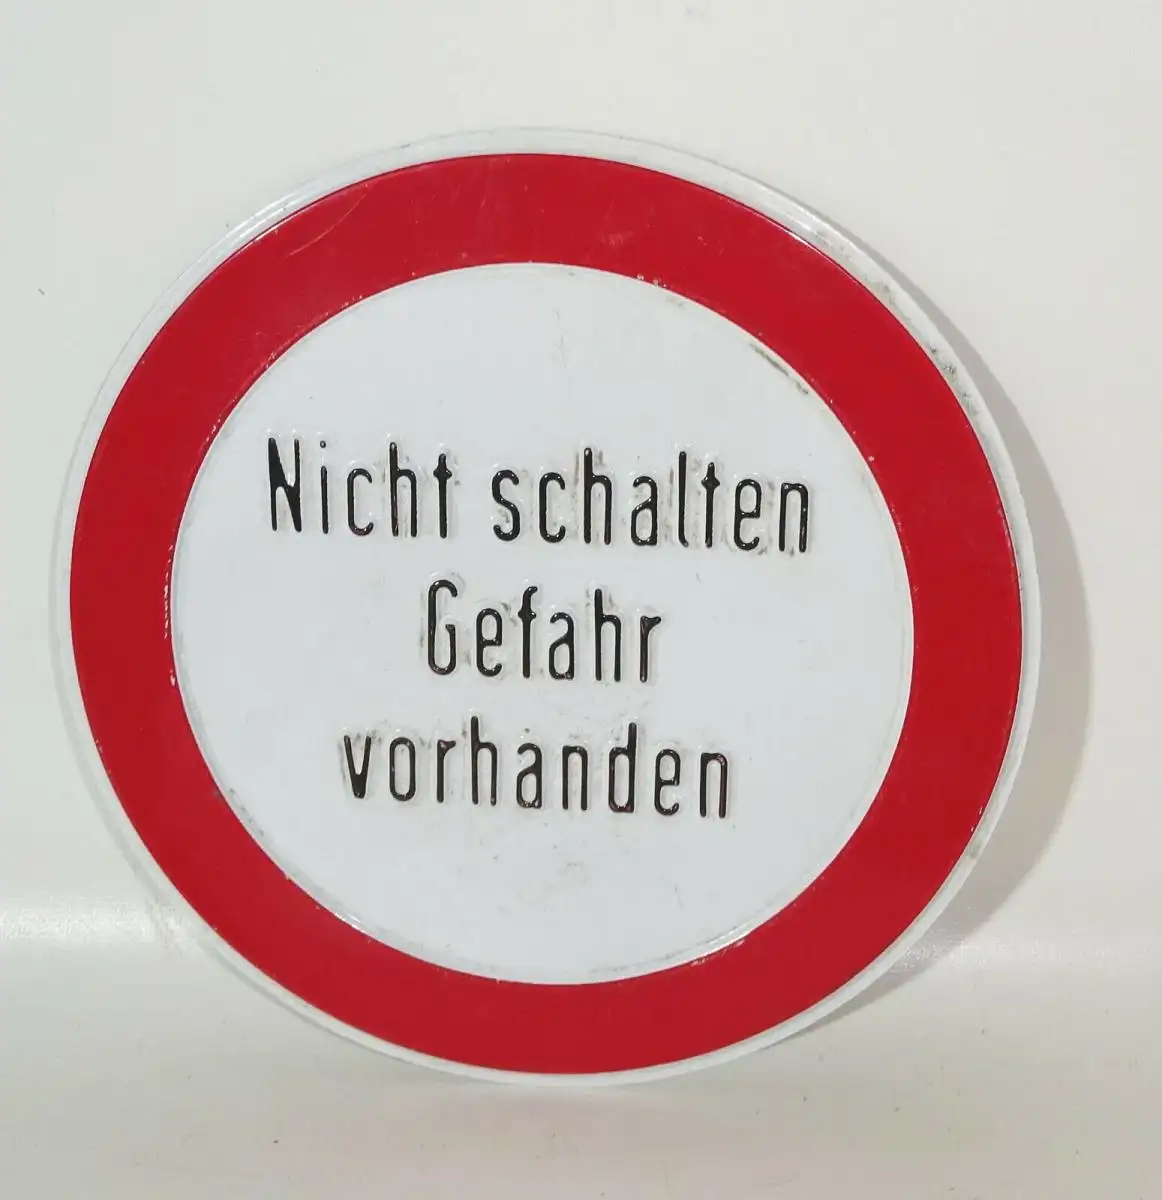 Nicht schalten
Gefahr
vorhanden